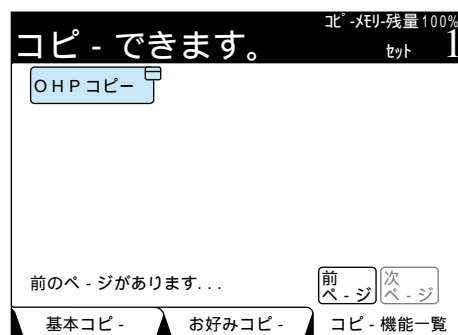 ｺﾋﾟ-ﾒﾓﾘ-残量100%
コピ-できます。 ｾｯﾄ 1
OHPコピー
前のペ-ジがあります...
前ペ-ジ 次ペ-ジ
基本コピ- お好みコピ- コピ-機能一覧